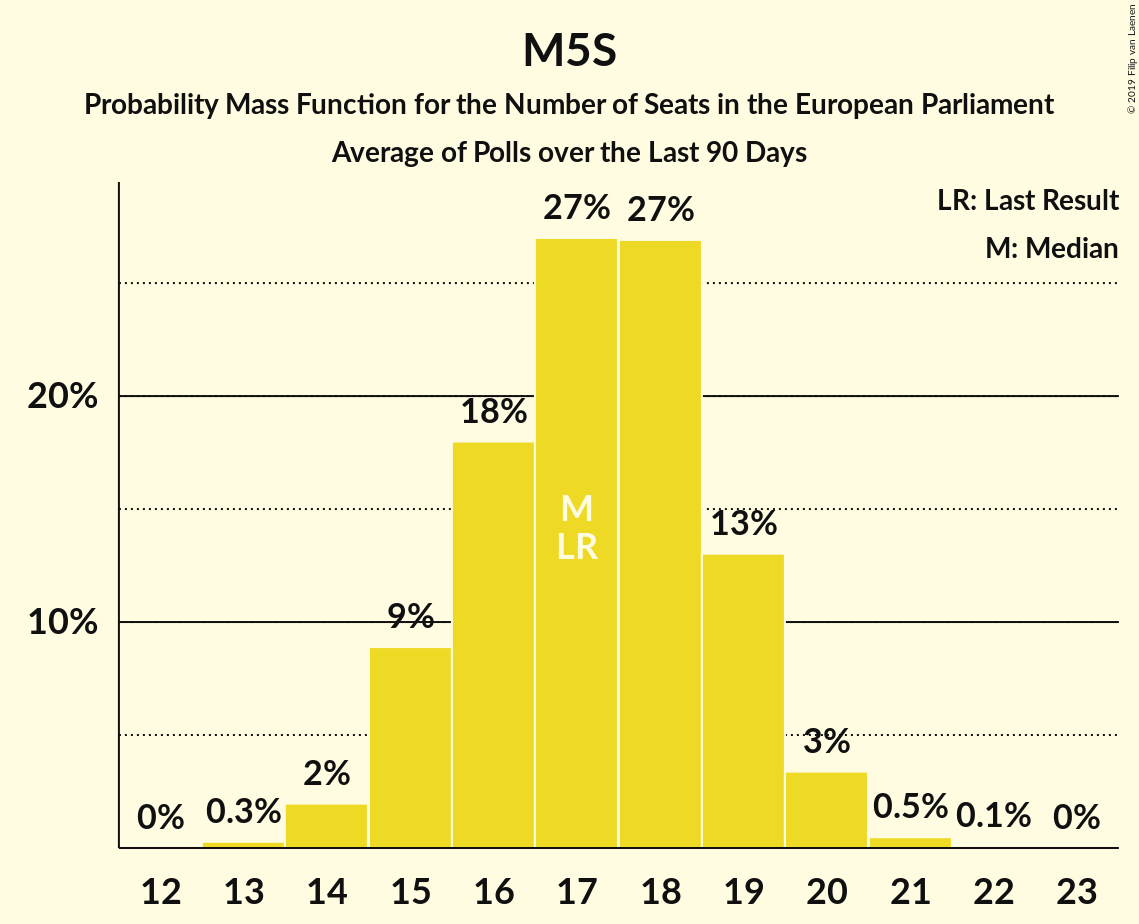 M5S
Probability Mass Function for the Number of Seats in the European Parliament
Average of Polls over the Last 90 Days
© 2019 Filip van Laenen
LR: Last Result
M: Median
27%
27%
20%
18%
M
LR
13%
10%
9%
3%
2%
0%
0.3%
0.5%
0.1%
0%
12 13 14 15 16 17 18 19 20 21 22 23